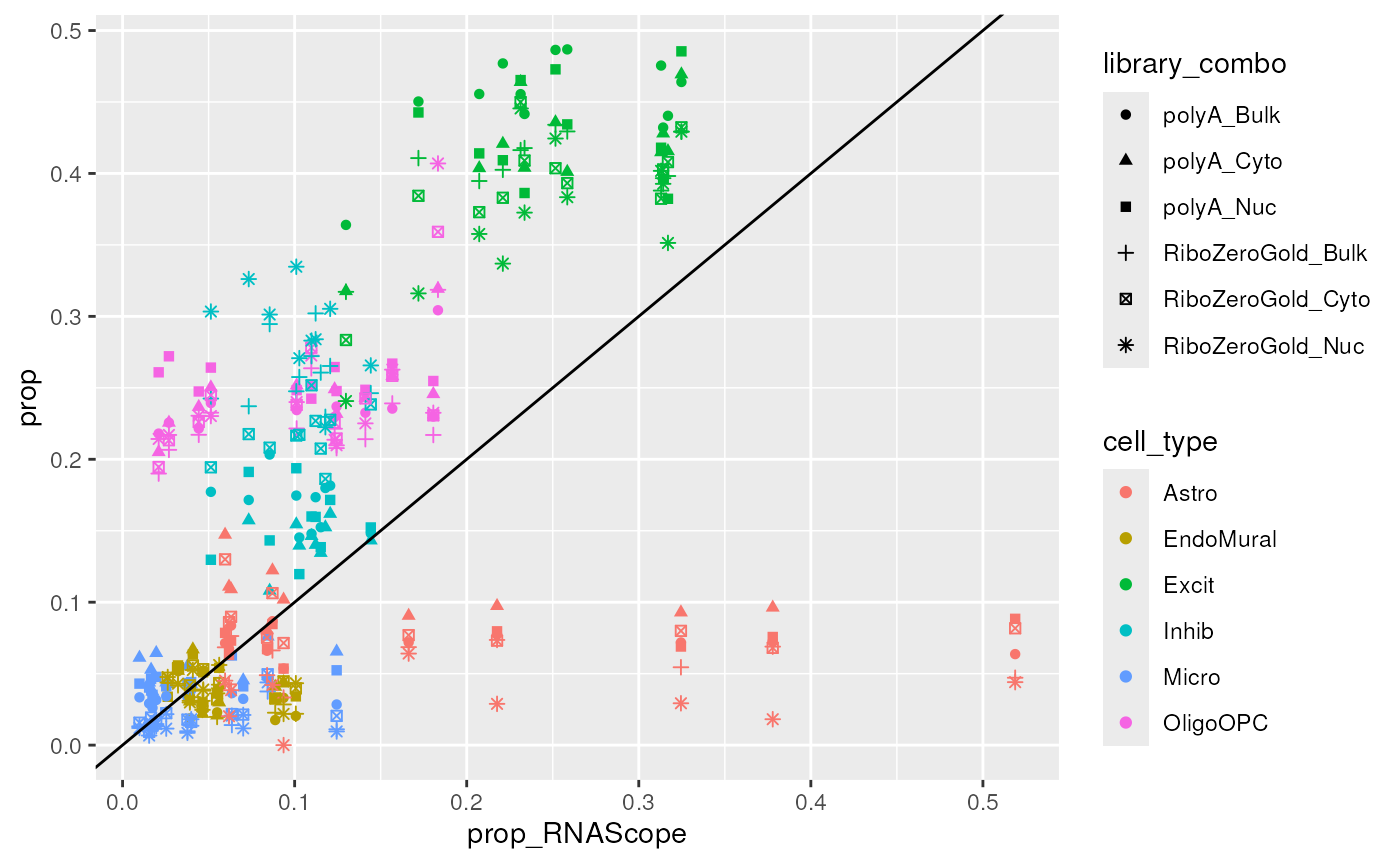 0.5
0.4
0.3
0.2
0.1
0.0
prop
0.0 0.1 0.2 0.3 0.4 0.5
prop_RNAScope
library_combo
polyA_Bulk
polyA_Cyto
polyA_Nuc
RiboZeroGold_Bulk
RiboZeroGold_Cyto
RiboZeroGold_Nuc
cell_type
Astro
EndoMural
Excit
Inhib
Micro
OligoOPC